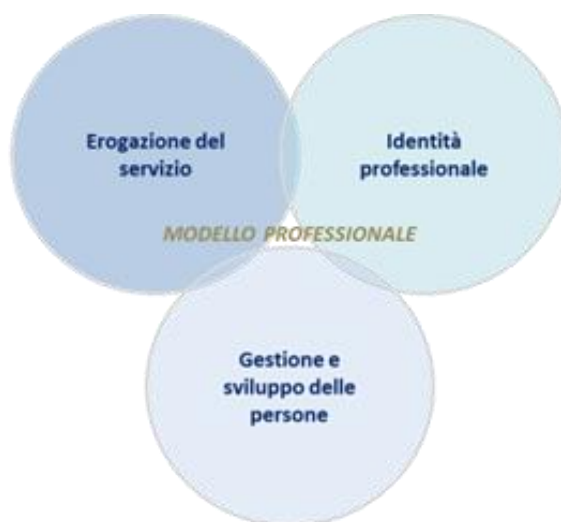 Erogazione del
servizio
Identità
professionale
MODELLO PROFESSIONALE
Gestione e
sviluppo delle
persone